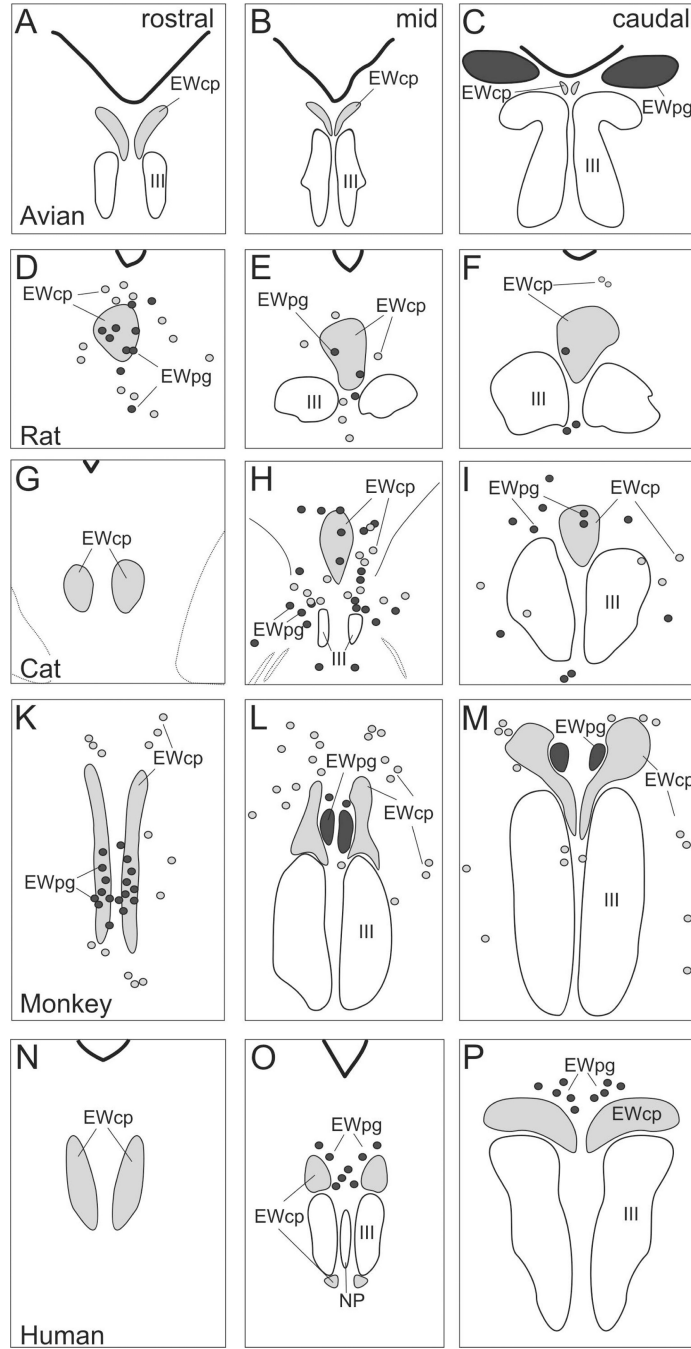 A rostral
EWcp
III
Avian
B mid
EWcp
III
C caudal
EWcp
EWpg
III
D
EWcp
EWpg
Rat
E
EWpg
EWcp
III
F
EWcp
III
G
EWcp
Cat
H
EWcp
EWpg
III
I
EWpg
EWcp
III
K
EWcp
EWpg
Monkey
L
EWpg
EWcp
III
M
EWpg
EWcp
III
N
EWcp
Human
O
EWpg
EWcp
III
NP
P
EWpg
EWcp
III